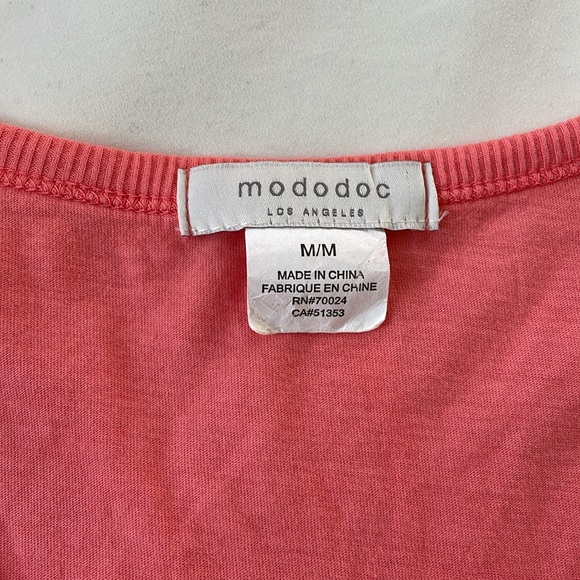 mododoc
LOS ANGELES
M/M
MADE IN CHINA
FABRIQUE EN CHINE
RN#70024
CA#51353